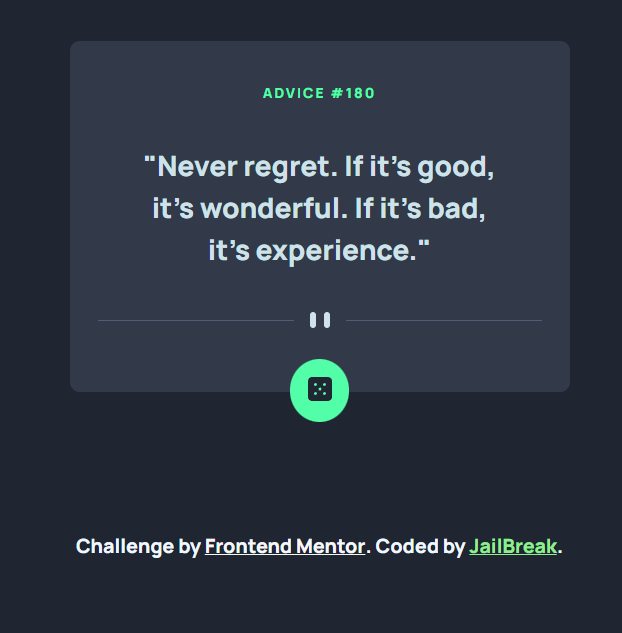 ADVICE #180
"Never regret. If it's good,
it's wonderful. If it's bad,
it's experience."
Challenge by Frontend Mentor. Coded by JailBreak.